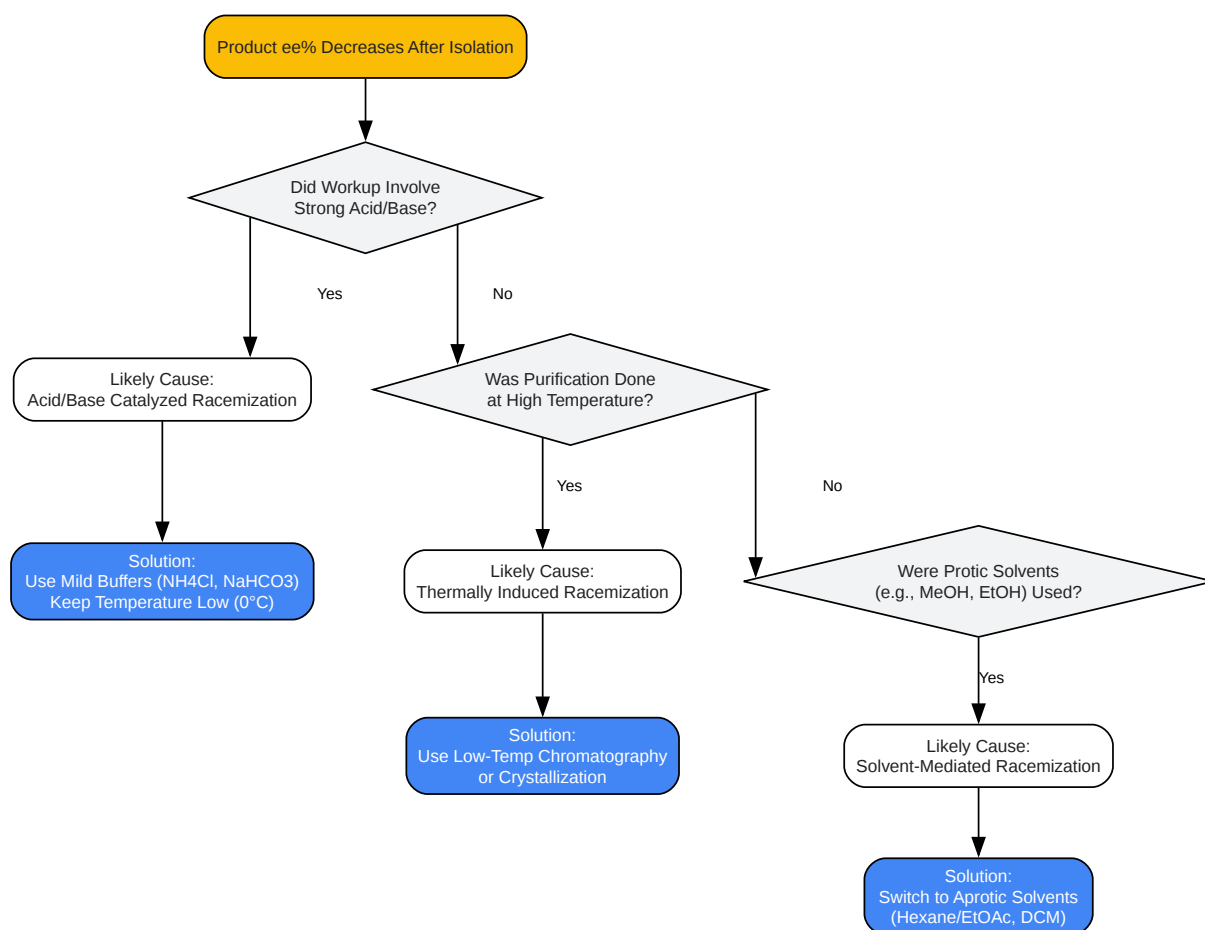 Product ee% Decreases After Isolation
Did Workup Involve
Strong Acid/Base?
Yes
No
Likely Cause:
Acid/Base Catalyzed Racemization
Was Purification Done
at High Temperature?
Yes
No
Solution:
Use Mild Buffers (NH4Cl, NaHCO3)
Keep Temperature Low (0°C)
Likely Cause:
Thermally Induced Racemization
Were Protic Solvents
(e.g., MeOH, EtOH) Used?
Yes
Solution:
Use Low-Temp Chromatography
or Crystallization
Likely Cause:
Solvent-Mediated Racemization
Solution:
Switch to Aprotic Solvents
(Hexane/EtOAc, DCM)